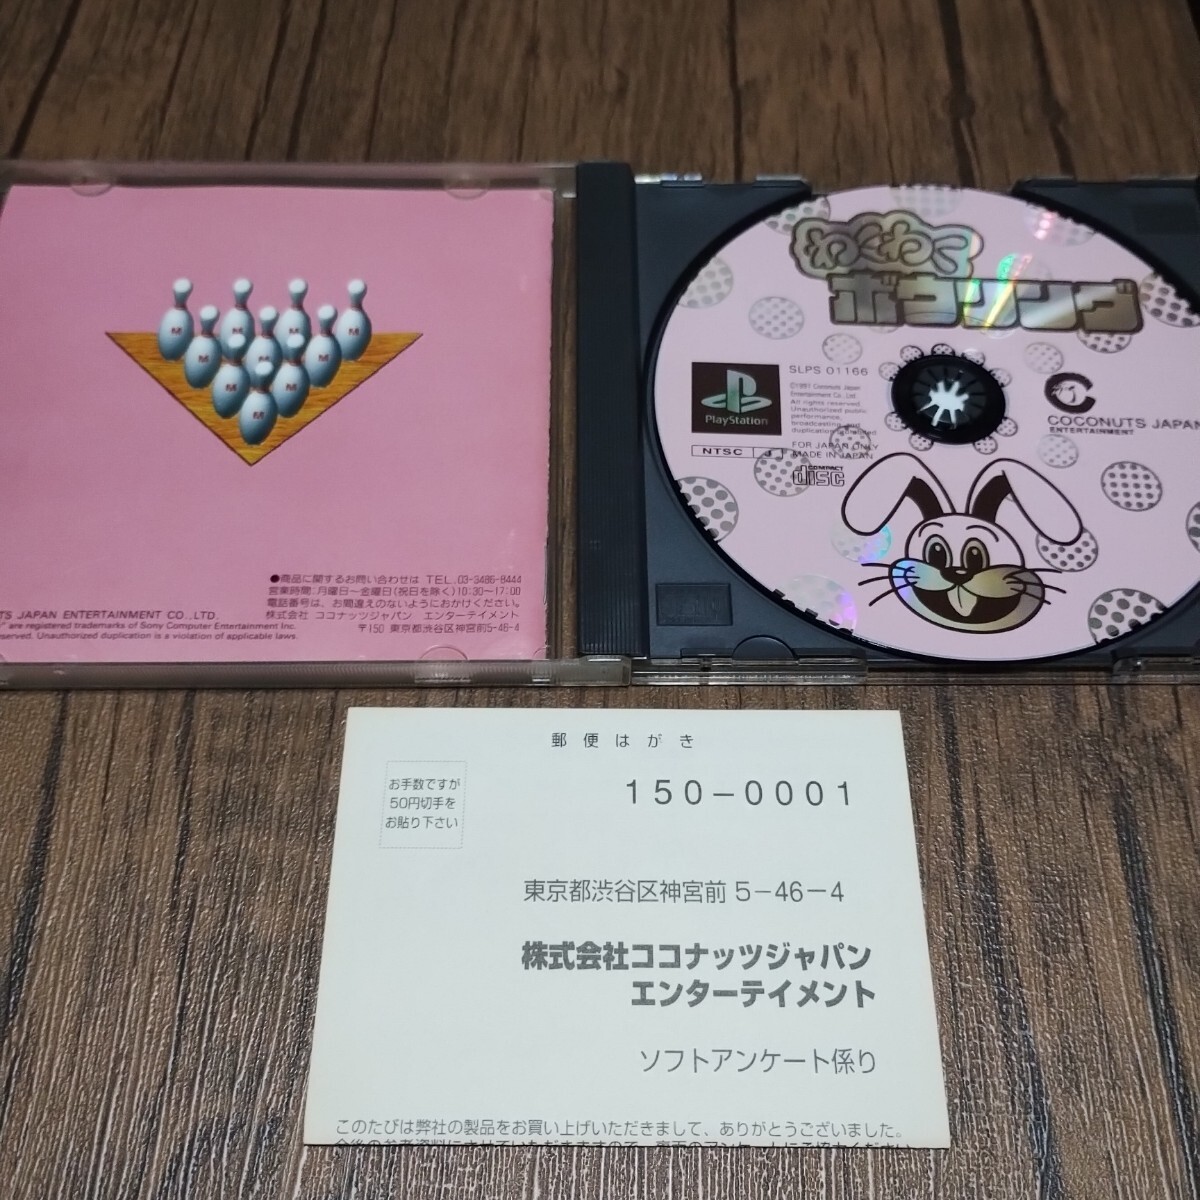 ●商品に関するお問い合わせは TEL.03-3486-8444
営業時間:月曜日〜金曜日(祝日を除く)10:30〜17:00
電話番号は、お間違えのないようにおかけください。
株式会社 ココナッツジャパン エンターテイメント
〒150 東京都渋谷区神宮前5-46-4
JAPAN ENTERTAINMENT CO.,LTD.
are registered trademarks of Sony Computer Entertainment Inc.
Unauthorized duplication is a violation of applicable laws.
わくわく
ボウリング
PlayStation
SLPS 01166
©1997 Coconuts Japan
Entertainment Co., Ltd.
All rights reserved.
Unauthorized public
performance,
broadcasting and
duplication prohibited
FOR JAPAN ONLY
MADE IN JAPAN
NTSC J
COMPACT
disc
COCONUTS JAPAN
ENTERTAINMENT
郵便はがき
お手数ですが
50円切手を
お貼り下さい
150-0001
東京都渋谷区神宮前 5-46-4
株式会社ココナッツジャパン
エンターテイメント
ソフトアンケート係り
このたびは弊社の製品をお買い上げいただきまして、ありがとうございました。